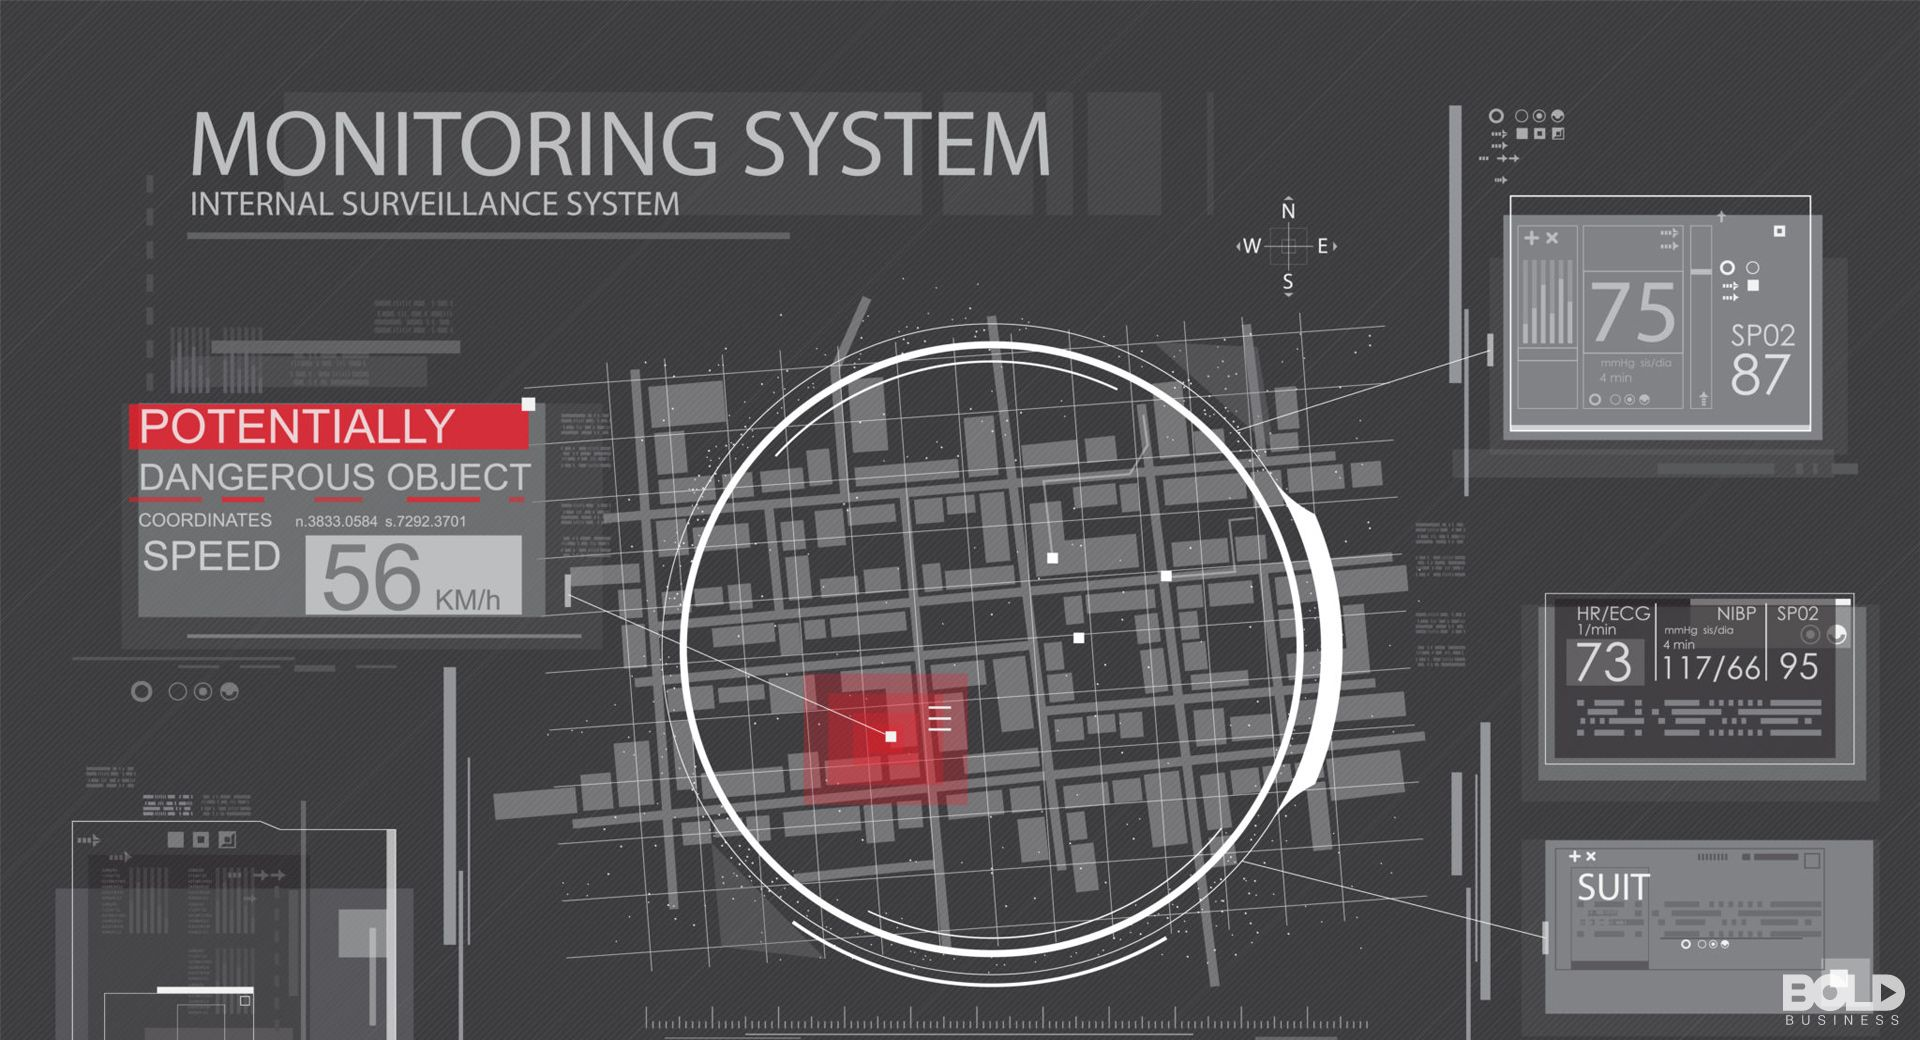 MONITORING SYSTEM
INTERNAL SURVEILLANCE SYSTEM
N
W E
S
POTENTIALLY
DANGEROUS OBJECT
COORDINATES n.3833.0584 s.7292.3701
SPEED 56 KM/h
75
mmHg sis/dia
4 min
SP02
87
HR/ECG NIBP SP02
1/min mmHg sis/dia
4 min
73 117/66 95
SUIT
BOLD
BUSINESS